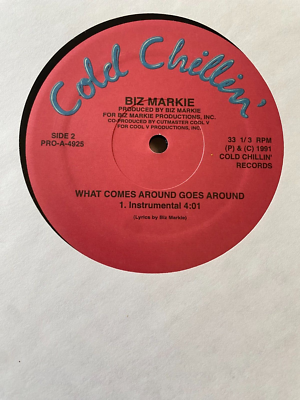 Cold Chillin'
BIZ MARKIE
PRODUCED BY BIZ MARKIE
FOR BIZ MARKIE PRODUCTIONS, INC.
CO-PRODUCED BY CUTMASTER COOL V
FOR COOL V PRODUCTIONS, INC.
SIDE 2
PRO-A-4925
33 1/3 RPM
(P) & (C) 1991
COLD CHILLIN'
RECORDS
WHAT COMES AROUND GOES AROUND
1. Instrumental 4:01
(Lyrics by Biz Markie)